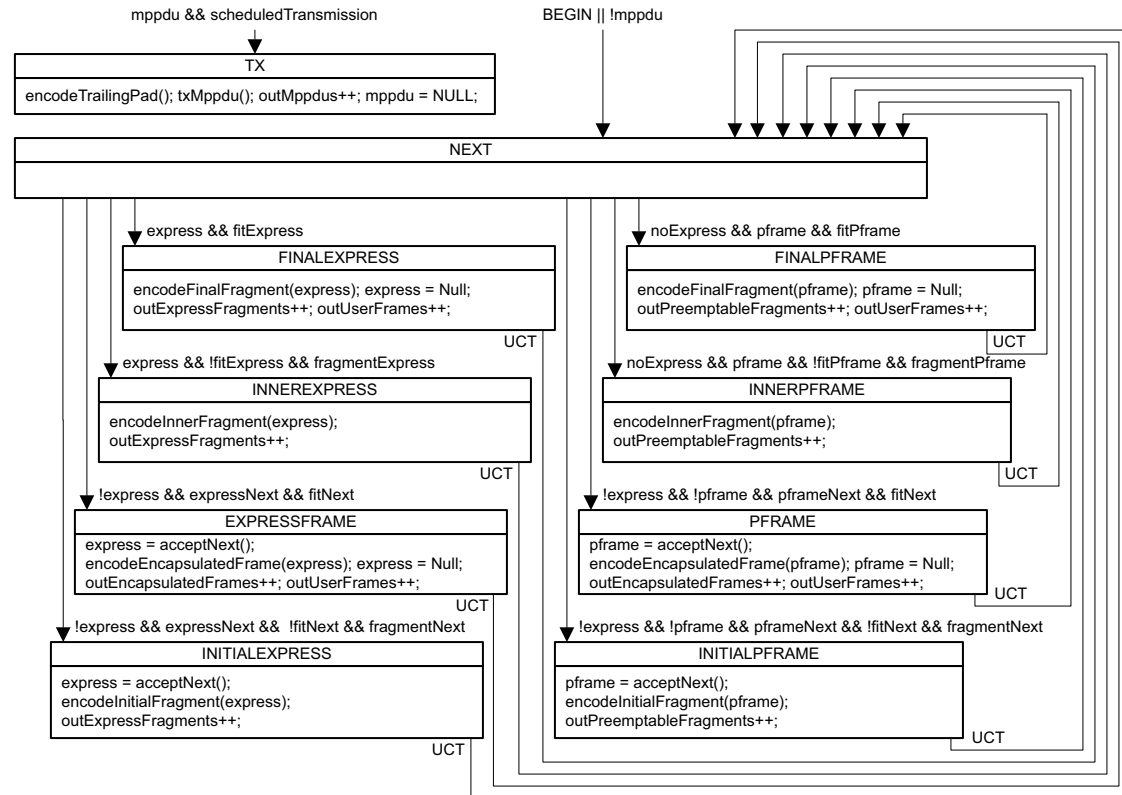 mppdu && scheduledTransmission
BEGIN || !mppdu
TX
encodeTrailingPad(); txMppdu(); outMppdus++; mppdu = NULL;
NEXT
express && fitExpress
noExpress && pframe && fitPframe
FINALEXPRESS
encodeFinalFragment(express); express = Null;
outExpressFragments++; outUserFrames++;
UCT
FINALPFRAME
encodeFinalFragment(pframe); pframe = Null;
outPreemptableFragments++; outUserFrames++;
UCT
express && !fitExpress && fragmentExpress
noExpress && pframe && !fitPframe && fragmentPframe
INNEREXPRESS
encodeInnerFragment(express);
outExpressFragments++;
UCT
INNERPFRAME
encodeInnerFragment(pframe);
outPreemptableFragments++;
UCT
!express && expressNext && fitNext
!express && !pframe && pframeNext && fitNext
EXPRESSFRAME
express = acceptNext();
encodeEncapsulatedFrame(express); express = Null;
outEncapsulatedFrames++; outUserFrames++;
UCT
PFRAME
pframe = acceptNext();
encodeEncapsulatedFrame(pframe); pframe = Null;
outEncapsulatedFrames++; outUserFrames++;
UCT
!express && expressNext && !fitNext && fragmentNext
!express && !pframe && pframeNext && !fitNext && fragmentNext
INITIALEXPRESS
express = acceptNext();
encodeInitialFragment(express);
outExpressFragments++;
UCT
INITIALPFRAME
pframe = acceptNext();
encodeInitialFragment(pframe);
outPreemptableFragments++;
UCT